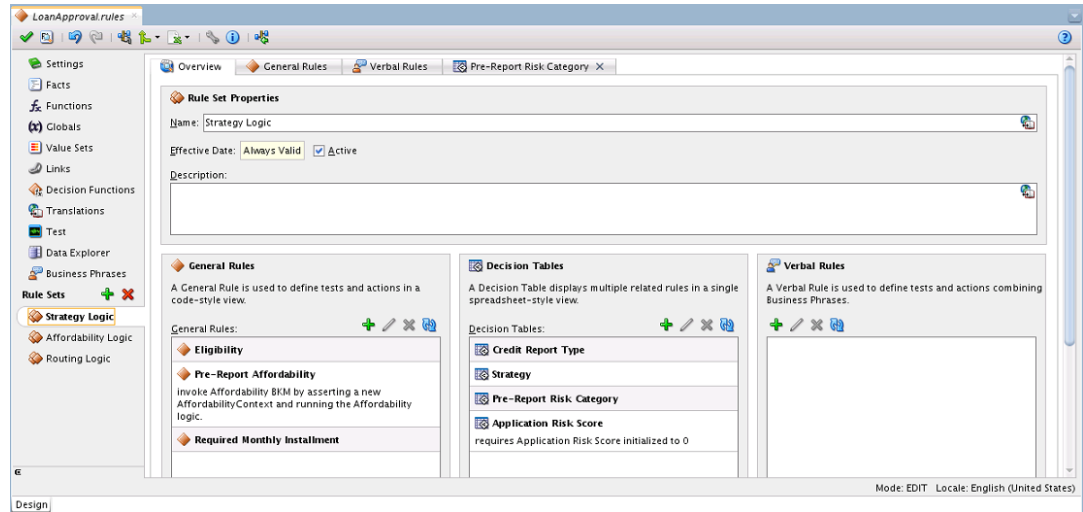 LoanApproval.rules
Settings
Facts
Functions
Globals
Value Sets
Links
Decision Functions
Translations
Test
Data Explorer
Business Phrases
Rule Sets
Strategy Logic
Affordability Logic
Routing Logic
Overview
General Rules
Verbal Rules
Pre-Report Risk Category
Rule Set Properties
Name: Strategy Logic
Effective Date: Always Valid Active
Description:
General Rules
A General Rule is used to define tests and actions in a
code-style view.
General Rules:
Eligibility
Pre-Report Affordability
invoke Affordability BKM by asserting a new
AffordabilityContext and running the Affordability
logic.
Required Monthly Installment
Decision Tables
A Decision Table displays multiple related rules in a single
spreadsheet-style view.
Decision Tables:
Credit Report Type
Strategy
Pre-Report Risk Category
Application Risk Score
requires Application Risk Score initialized to 0
Verbal Rules
A Verbal Rule is used to define tests and actions combining
Business Phrases.
Mode: EDIT Locale: English (United States)
Design